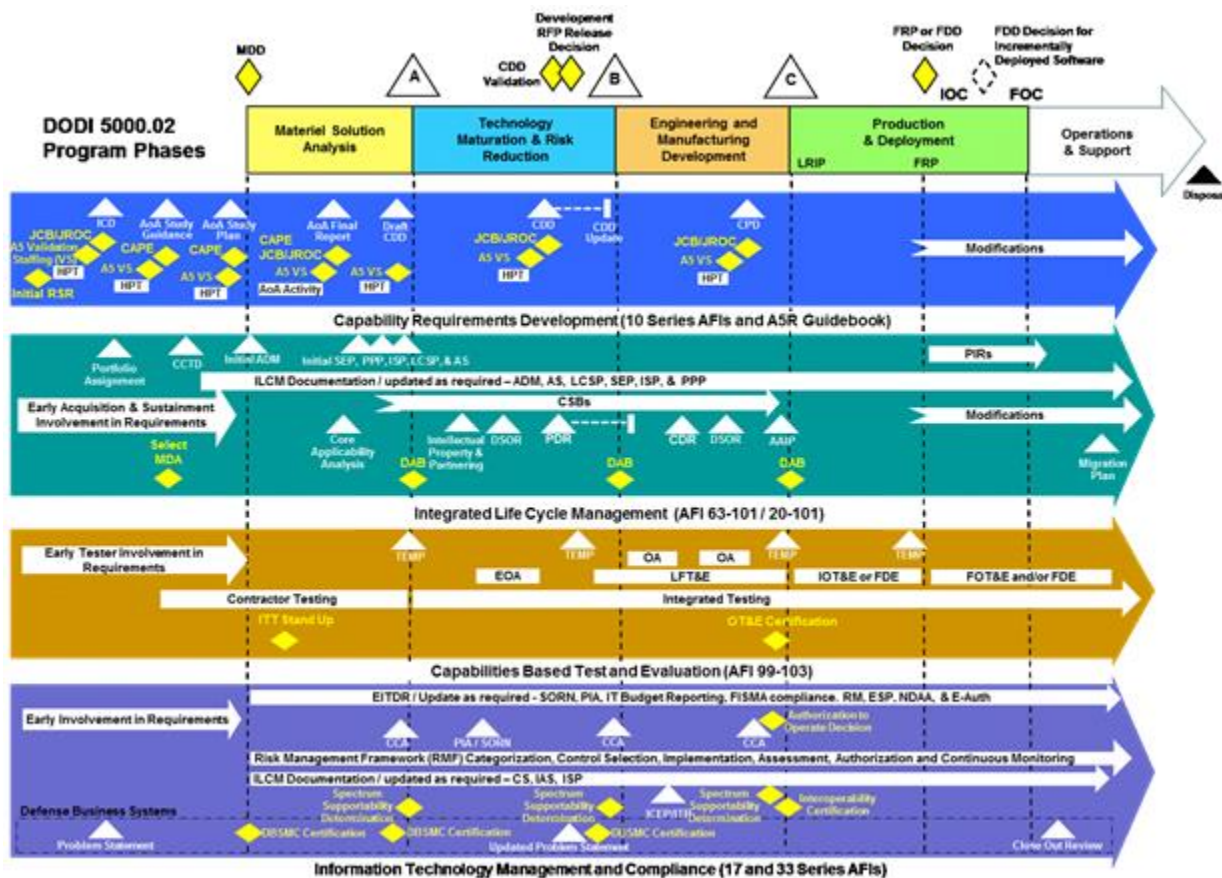 Development
RFP Release
Decision
FRP or FDD
Decision
FDD Decision for
Incrementally
Deployed Software
MDD
CDD
Validation
A
B
C
IOC
FOC
DODI 5000.02
Program Phases
Materiel Solution
Analysis
Technology
Maturation & Risk
Reduction
Engineering and
Manufacturing
Development
Production
& Deployment
LRIP
FRP
Operations
& Support
Disposa
ICD
JCB/JROC
A5 Validation
Staffing (VS)
HPT
Initial RSR
AoA Study
Guidance
CAPE
A5 VS
HPT
AoA Study
Plan
CAPE
A5 VS
HPT
AoA Final
Report
CAPE
JCB/JROC
A5 VS
AoA Activity
Draft
CDD
A5 VS
HPT
CDD
CDD
Update
JCB/JROC
A5 VS
HPT
CPD
JCB/JROC
A5 VS
HPT
Modifications
Capability Requirements Development (10 Series AFIs and A5R Guidebook)
Portfolio
Assignment
CCTD
Initial ADM
Initial SEP, PPP, ISP, LCSP, & AS
PIRs
ILCM Documentation / updated as required – ADM, AS, LCSP, SEP, ISP, & PPP
Early Acquisition & Sustainment
Involvement in Requirements
CSBs
Modifications
Select
MDA
Core
Applicability
Analysis
Intellectual
Property &
Partnering
DSOR
PDR
CDR
DSOR
AAIP
DAB
DAB
DAB
Migration
Plan
Integrated Life Cycle Management (AFI 63-101 / 20-101)
Early Tester Involvement in
Requirements
TEMP
TEMP
TEMP
TEMP
OA
OA
EOA
LFT&E
IOT&E or FDE
FOT&E and/or FDE
Contractor Testing
Integrated Testing
ITT Stand Up
OT&E Certification
Capabilities Based Test and Evaluation (AFI 99-103)
EITDR / Update as required - SORN, PIA, IT Budget Reporting, FISMA compliance. RM, ESP, NDAA, & E-Auth
Early Involvement in Requirements
CCA
PIA / SORN
CCA
CCA
Authorization to
Operate Decision
Risk Management Framework (RMF) Categorization, Control Selection, Implementation, Assessment, Authorization and Continuous Monitoring
ILCM Documentation / updated as required – CS, IAS, ISP
Spectrum
Supportability
Determination
Spectrum
Supportability
Determination
Spectrum
Supportability
Determination
Interoperability
Certification
Defense Business Systems
Problem Statement
DBSMC Certification
DBSMC Certification
Updated Problem Statement
Certification
Close Out Review
Information Technology Management and Compliance (17 and 33 Series AFIs)